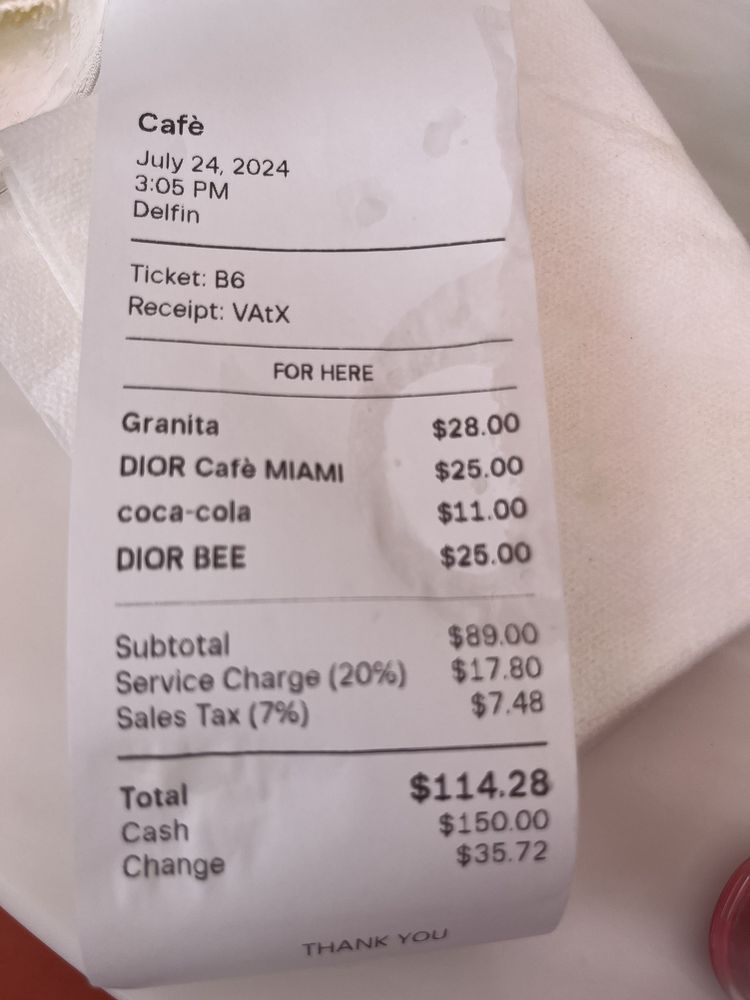 Cafè
July 24, 2024
3:05 PM
Delfin
Ticket: B6
Receipt: VAtX
FOR HERE
Granita $28.00
DIOR Cafè MIAMI $25.00
coca-cola $11.00
DIOR BEE $25.00
Subtotal $89.00
Service Charge (20%) $17.80
Sales Tax (7%) $7.48
Total $114.28
Cash $150.00
Change $35.72
THANK YOU